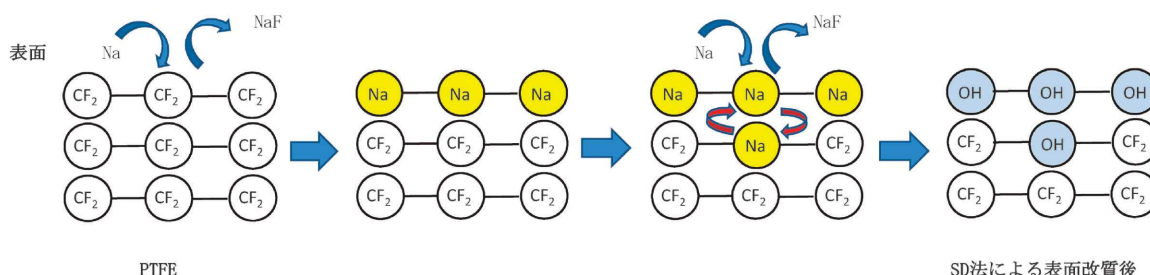 NaF
NaF
表面
Na
Na
CF2 CF2 CF2
Na Na Na
Na Na Na
OH OH OH
CF2 CF2 CF2
CF2 CF2 CF2
CF2 Na CF2
CF2 OH CF2
CF2 CF2 CF2
CF2 CF2 CF2
CF2 CF2 CF2
CF2 CF2 CF2
PTFE
SD法による表面改質後